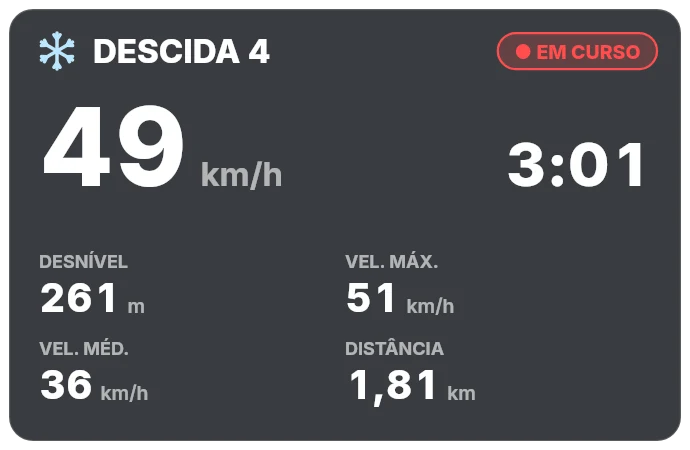 DESCIDA 4
EM CURSO
49 km/h
3:01
DESNÍVEL
261 m
VEL. MÁX.
51 km/h
VEL. MÉD.
36 km/h
DISTÂNCIA
1,81 km